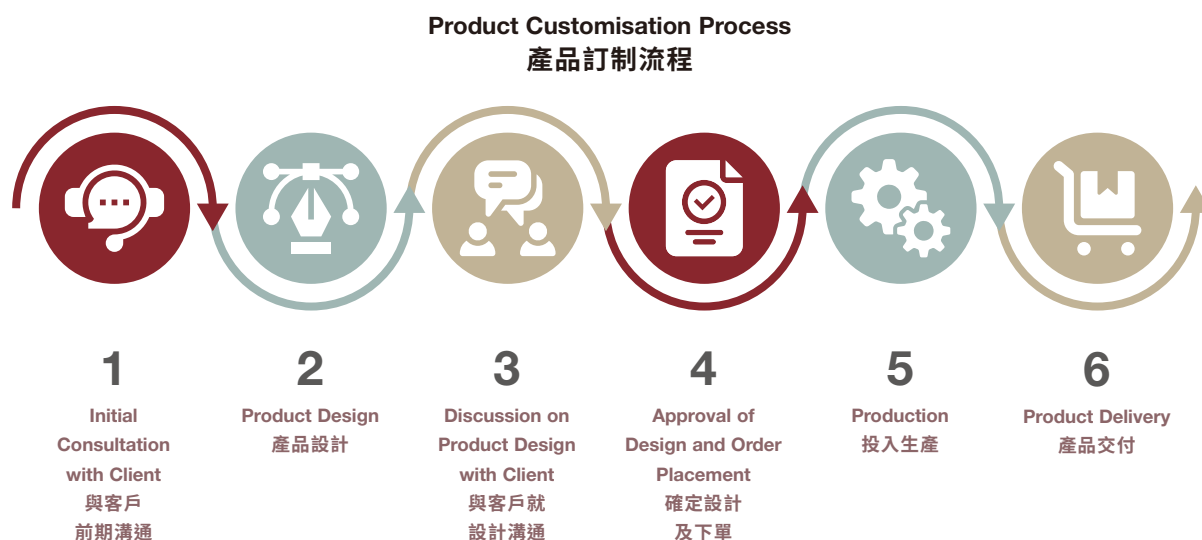 Product Customisation Process
產品訂制流程
1
Initial
Consultation
with Client
與客戶
前期溝通
2
Product Design
產品設計
3
Discussion on
Product Design
with Client
與客戶就
設計溝通
4
Approval of
Design and Order
Placement
確定設計
及下單
5
Production
投入生產
6
Product Delivery
產品交付